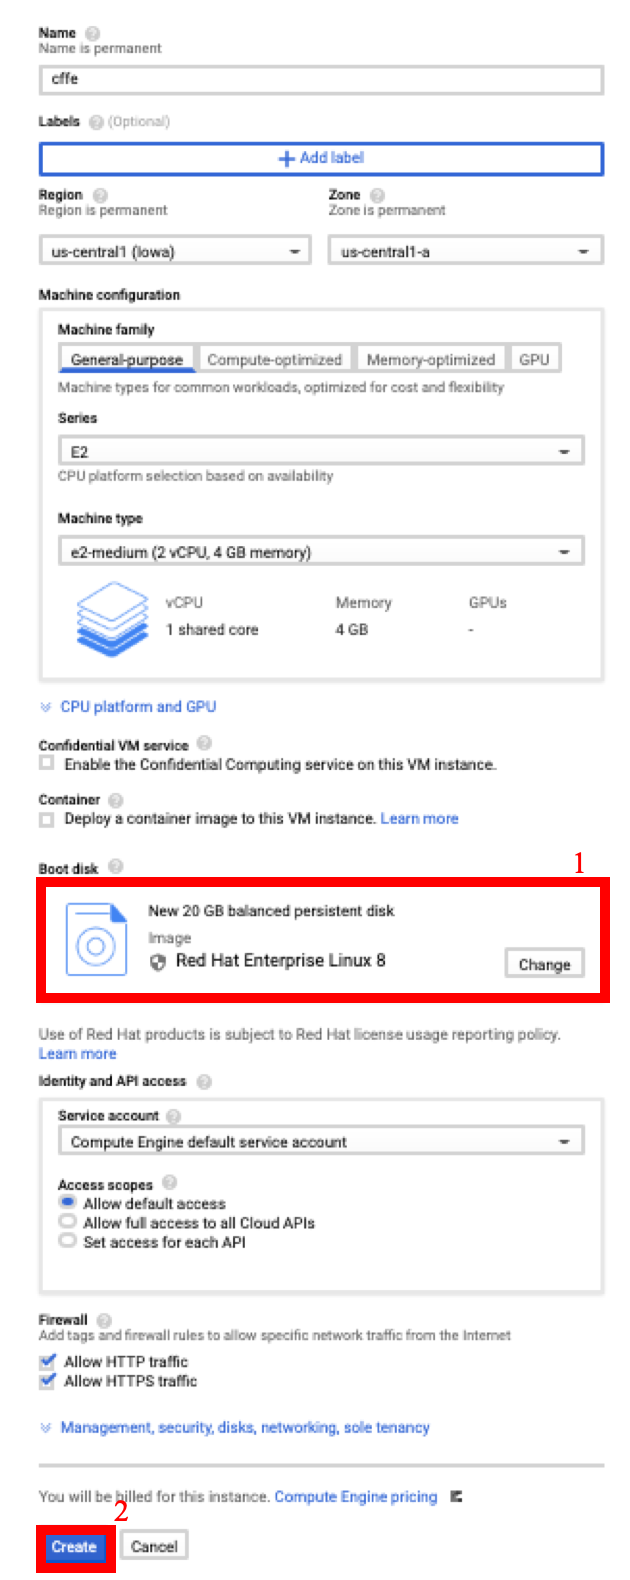 Name
Name is permanent
cffe
Labels (Optional)
+ Add label
Region
Region is permanent
Zone
Zone is permanent
us-central1 (Iowa)
us-central1-a
Machine configuration
Machine family
General-purpose Compute-optimized Memory-optimized GPU
Machine types for common workloads, optimized for cost and flexibility
Series
E2
CPU platform selection based on availability
Machine type
e2-medium (2 vCPU, 4 GB memory)
vCPU Memory GPUs
1 shared core 4 GB -
CPU platform and GPU
Confidential VM service
Enable the Confidential Computing service on this VM instance.
Container
Deploy a container image to this VM instance. Learn more
Boot disk
1
New 20 GB balanced persistent disk
Image
Red Hat Enterprise Linux 8
Change
Use of Red Hat products is subject to Red Hat license usage reporting policy.
Learn more
Identity and API access
Service account
Compute Engine default service account
Access scopes
Allow default access
Allow full access to all Cloud APIs
Set access for each API
Firewall
Add tags and firewall rules to allow specific network traffic from the Internet
Allow HTTP traffic
Allow HTTPS traffic
Management, security, disks, networking, sole tenancy
You will be billed for this instance. Compute Engine pricing
2
Create Cancel